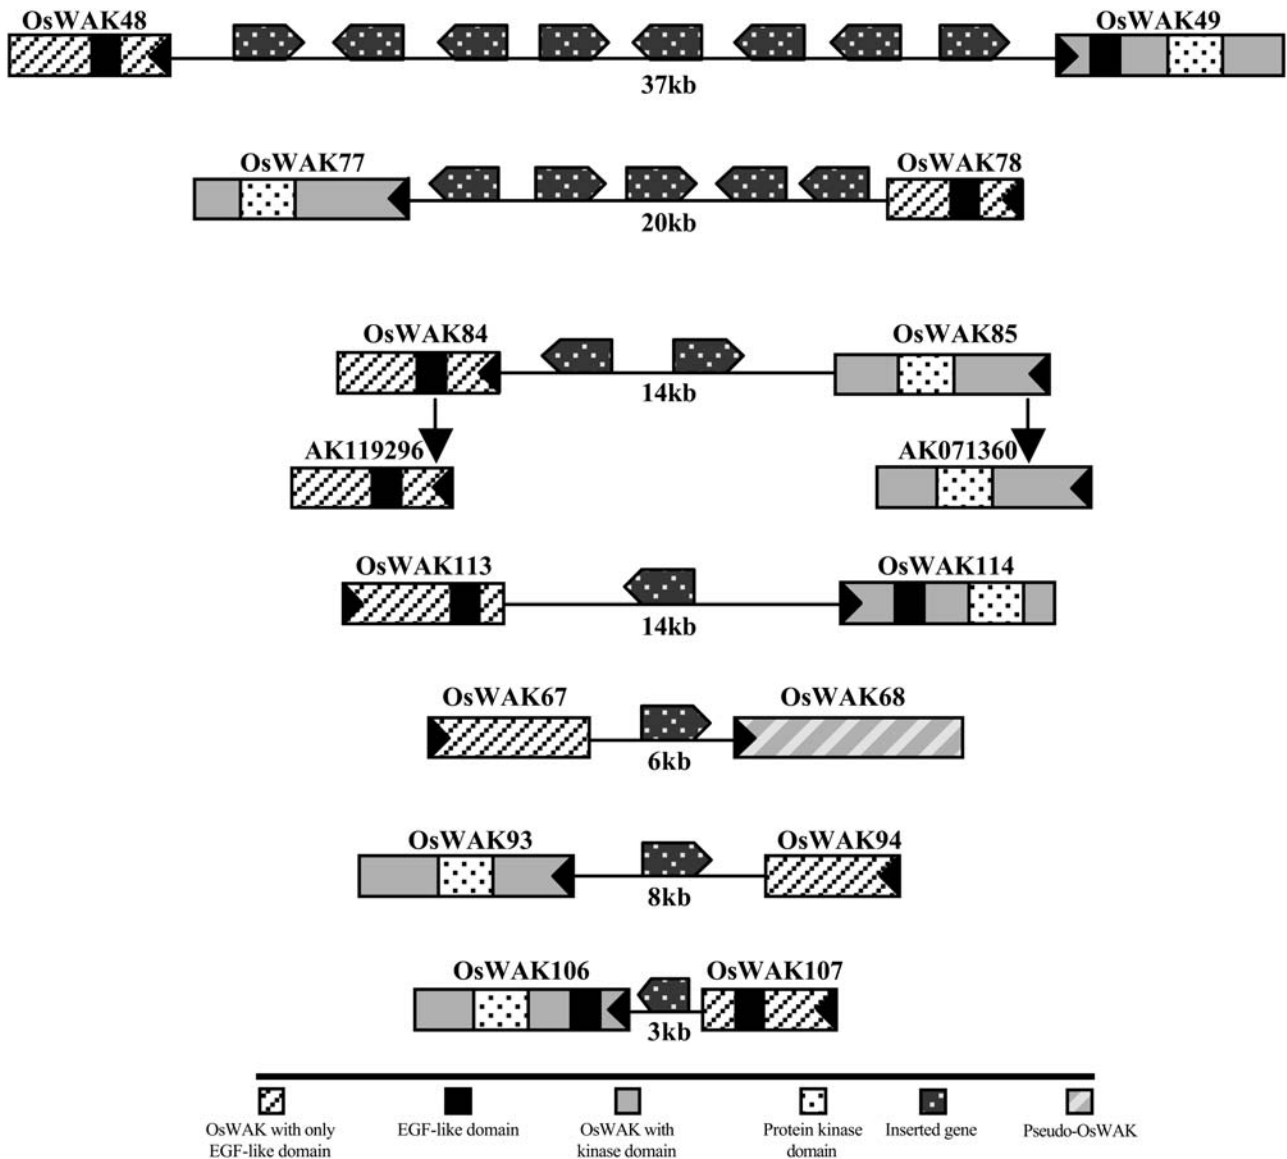 OsWAK48 OsWAK49
37kb
OsWAK77 OsWAK78
20kb
OsWAK84 OsWAK85
14kb
AK119296 AK071360
OsWAK113 OsWAK114
14kb
OsWAK67 OsWAK68
6kb
OsWAK93 OsWAK94
8kb
OsWAK106 OsWAK107
3kb
OsWAK with only EGF-like domain OsWAK with Protein kinase Inserted gene Pseudo-OsWAK
EGF-like domain kinase domain domain